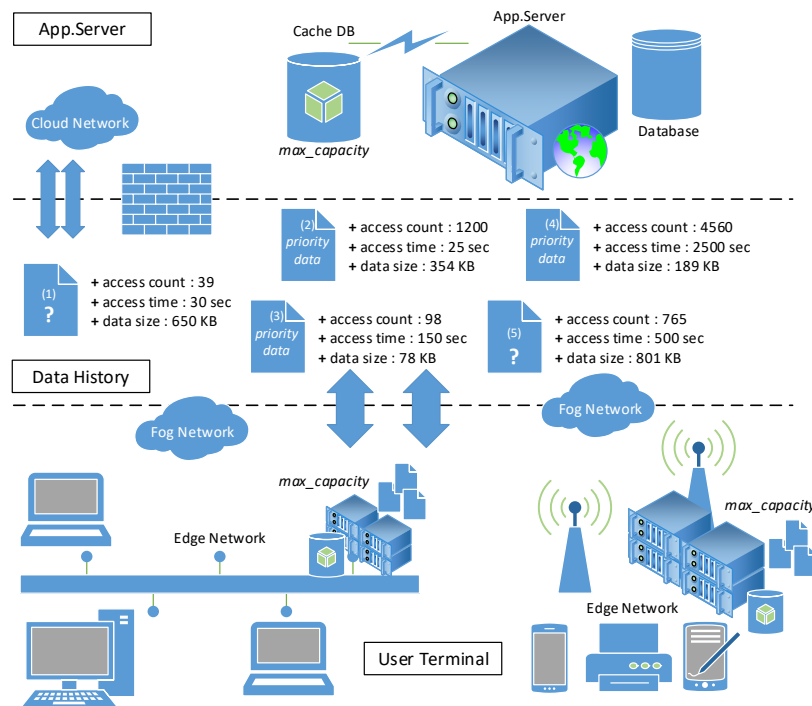 App.Server
Cache DB
App.Server
Cloud Network
max_capacity
Database
(2)
priority
data
+ access count : 1200
+ access time : 25 sec
+ data size : 354 KB
(4)
priority
data
+ access count : 4560
+ access time : 2500 sec
+ data size : 189 KB
(1)
?
+ access count : 39
+ access time : 30 sec
+ data size : 650 KB
(3)
priority
data
+ access count : 98
+ access time : 150 sec
+ data size : 78 KB
(5)
?
+ access count : 765
+ access time : 500 sec
+ data size : 801 KB
Data History
Fog Network
Fog Network
max_capacity
max_capacity
Edge Network
Edge Network
User Terminal